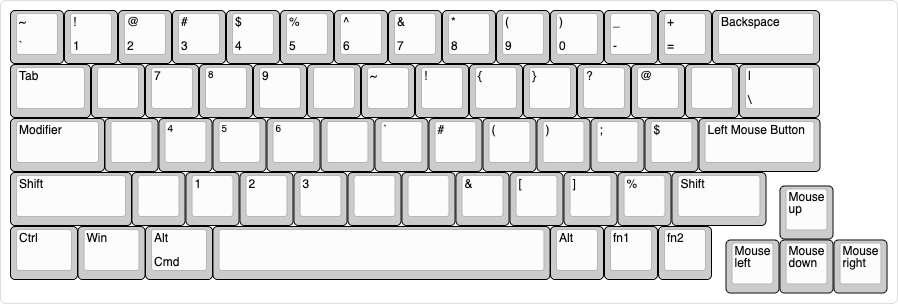 ~ ! @ # $ % ^ & * ( ) _ + Backspace
` 1 2 3 4 5 6 7 8 9 0 - =
Tab 7 8 9 ~ ! { } ? @ |
\
Modifier 4 5 6 ` # ( ) ; $ Left Mouse Button
Shift 1 2 3 & [ ] % Shift
Mouse
up
Ctrl Win Alt Alt fn1 fn2
Cmd
Mouse Mouse Mouse
left down right